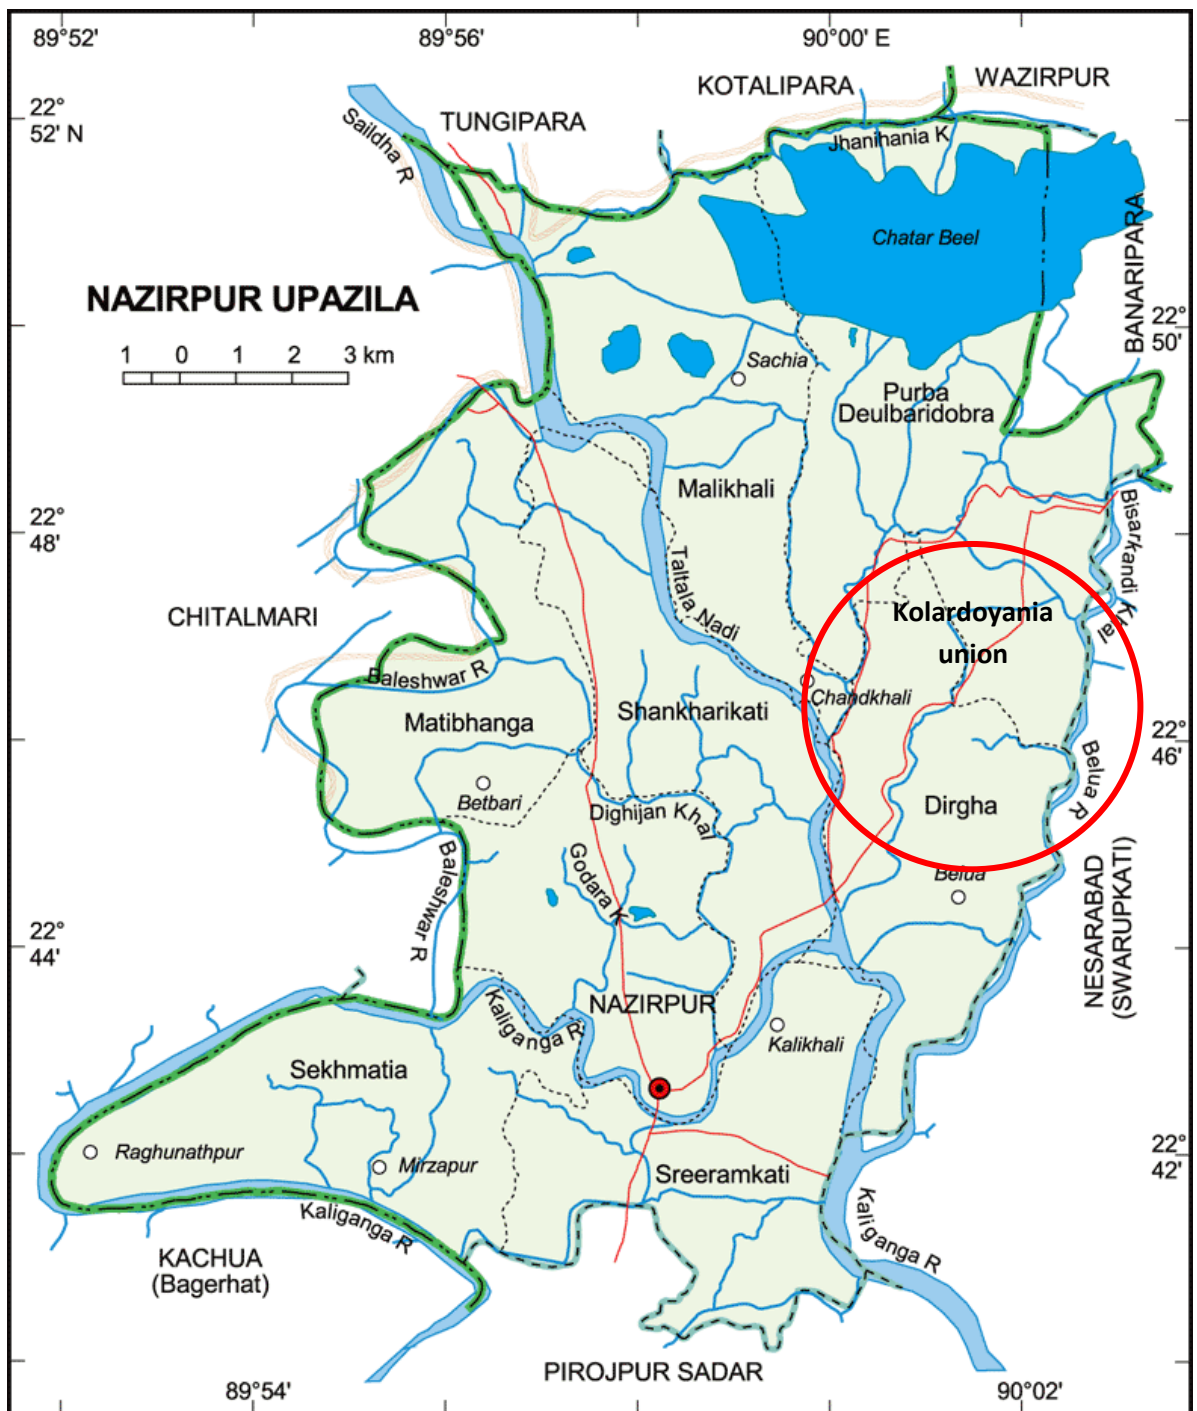 89°52'
89°56'
90°00' E
KOTALIPARA
WAZIRPUR
22°
52' N
TUNGIPARA
Saildha R
Jhanihania K
Chatar Beel
BANARIPARA
NAZIRPUR UPAZILA
1 0 1 2 3 km
22°
50'
Sachia
Purba
Deulbaridobra
Malikhali
22°
48'
Bisarkandi Khal
Taltala Nadi
CHITALMARI
Kolardoyania
union
Baleshwar R
Chandkhali
Matibhanga
Shankharikati
22°
46'
Belua R
Betbari
Dighijan Khal
Dirgha
Godara K
Baleshwar R
Belua
NESARABAD
(SWARUPKATI)
22°
44'
Kaliganga R
NAZIRPUR
Kalikhali
Sekhmatia
Raghunathpur
Mirzapur
22°
42'
Sreeramkati
Kaliganga R
Kaliganga R
KACHUA
(Bagerhat)
PIROJPUR SADAR
89°54'
90°02'